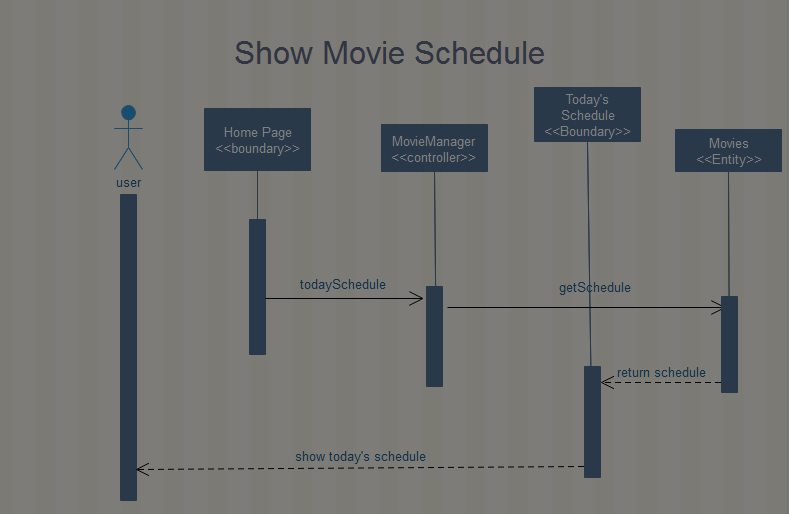 Show Movie Schedule
user
Home Page
<<boundary>>
MovieManager
<<controller>>
Today's
Schedule
<<Boundary>>
Movies
<<Entity>>
todaySchedule
getSchedule
return schedule
show today's schedule